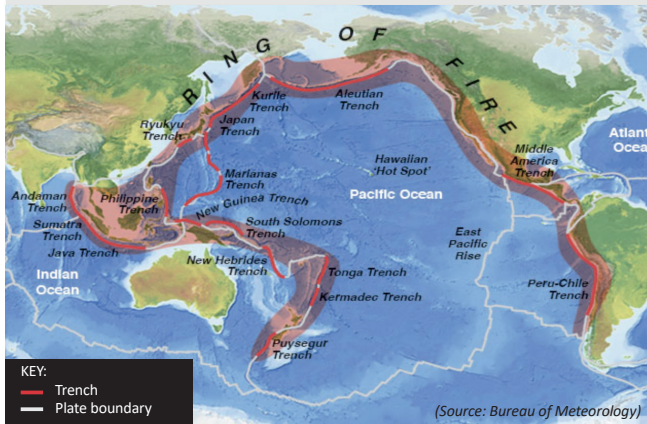 RING OF FIRE
Kurile
Trench
Aleutian
Trench
Ryukyu
Trench
Japan
Trench
Atlant
Ocea
Middle
America
Trench
Hawaiian
'Hot Spot'
Marianas
Trench
Andaman
Trench
Philippine
Trench
Pacific Ocean
New Guinea Trench
Sumatra
Trench
South Solomons
Trench
Java Trench
East
Pacific
Rise
New Hebrides
Trench
Indian
Ocean
Tonga Trench
Peru-Chile
Trench
Kermadec Trench
Puysegur
Trench
KEY:
Trench
Plate boundary
(Source: Bureau of Meteorology)